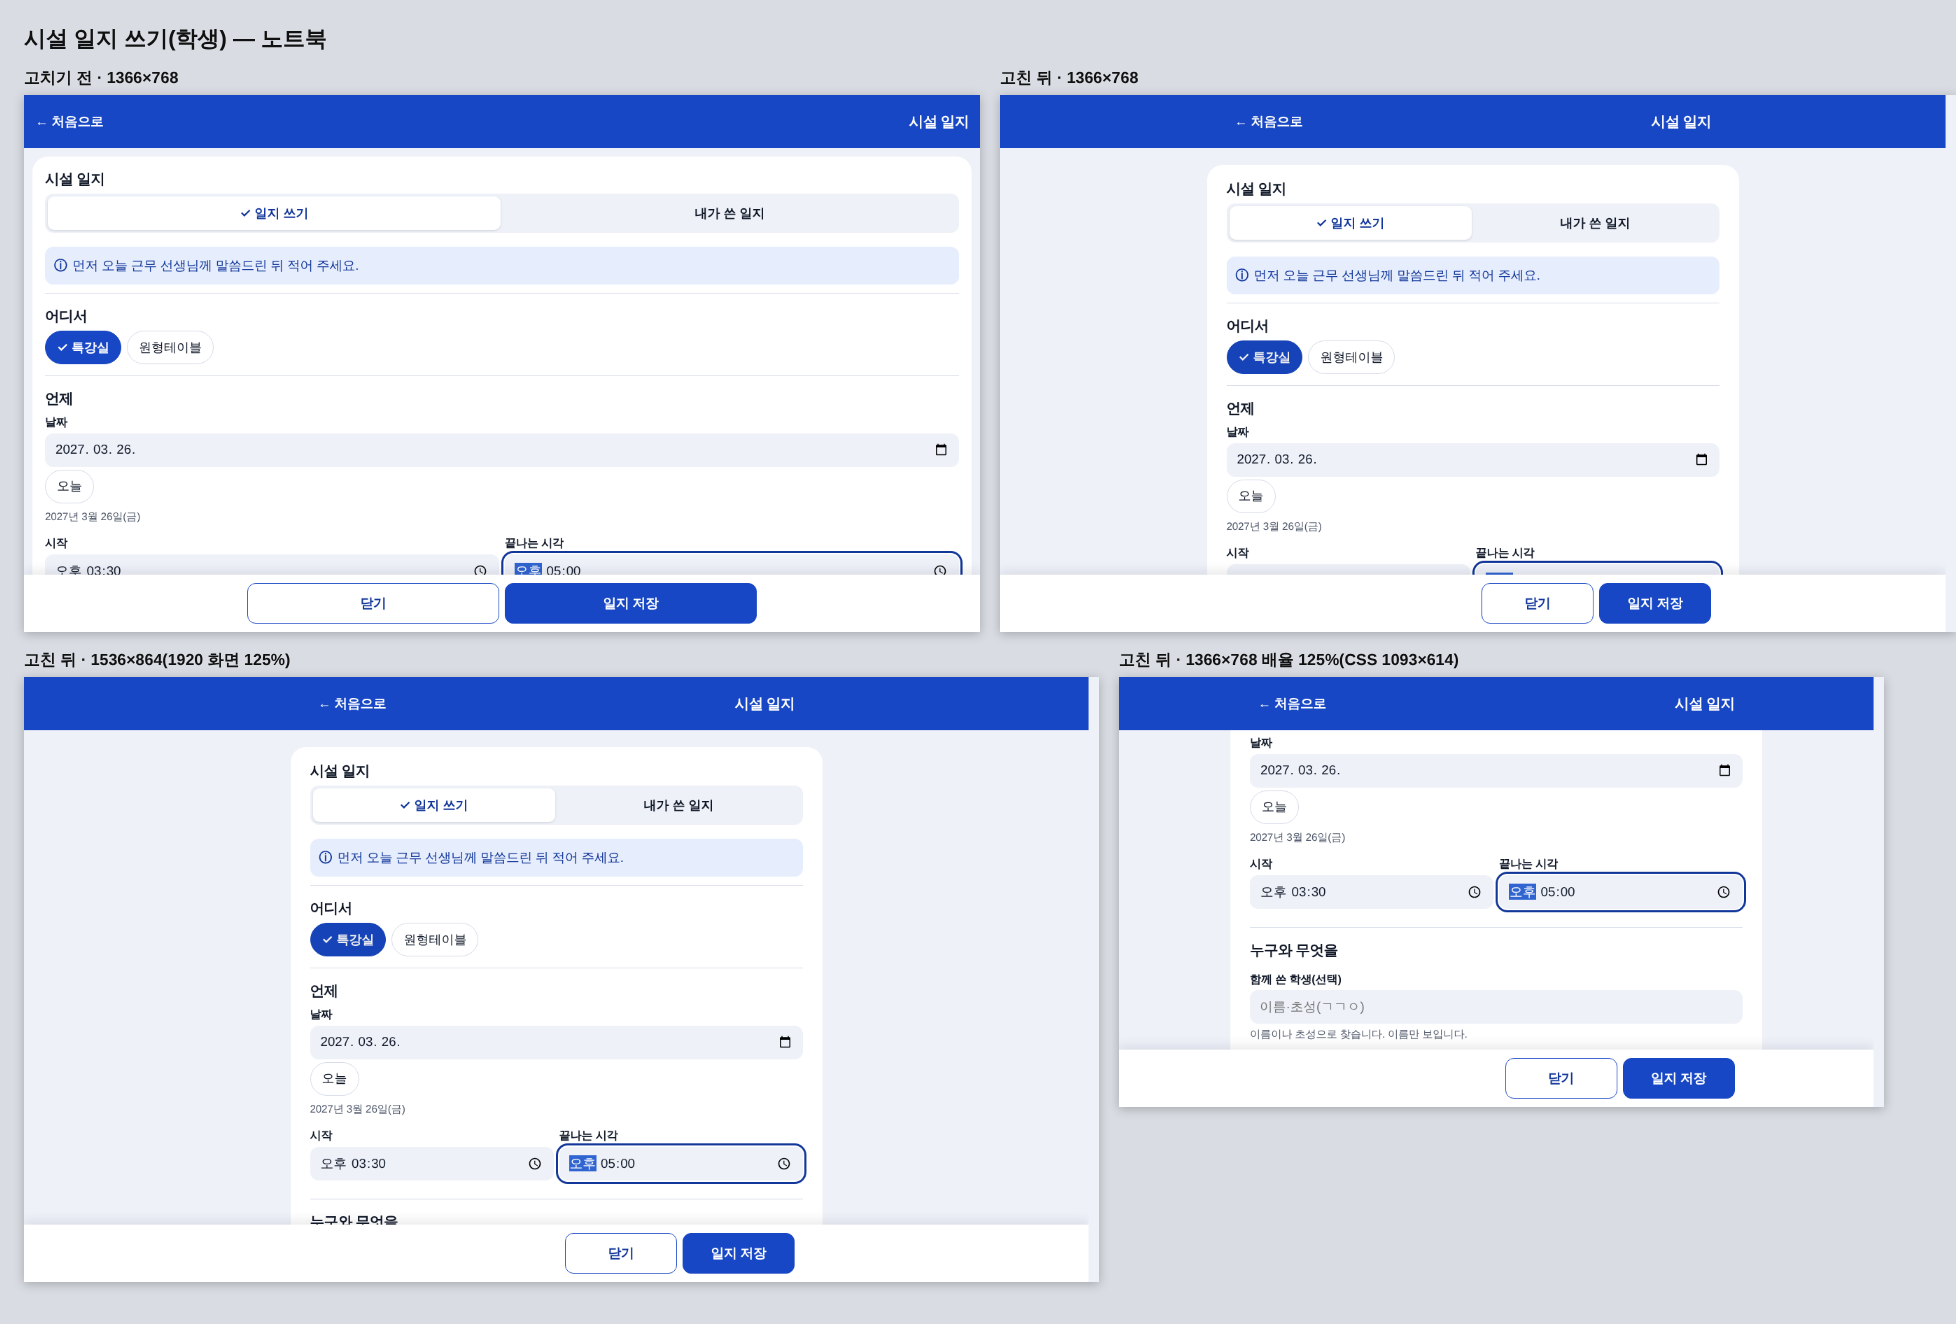 시설 일지 쓰기(학생) — 노트북
고치기 전 · 1366×768
← 처음으로
시설 일지
시설 일지
✓ 일지 쓰기
내가 쓴 일지
ⓘ 먼저 오늘 근무 선생님께 말씀드린 뒤 적어 주세요.
어디서
✓ 특강실
원형테이블
언제
날짜
2027. 03. 26.
오늘
2027년 3월 26일(금)
시작
끝나는 시각
오후 03:30
오후 05:00
닫기
일지 저장
고친 뒤 · 1366×768
← 처음으로
시설 일지
시설 일지
✓ 일지 쓰기
내가 쓴 일지
ⓘ 먼저 오늘 근무 선생님께 말씀드린 뒤 적어 주세요.
어디서
✓ 특강실
원형테이블
언제
날짜
2027. 03. 26.
오늘
2027년 3월 26일(금)
시작
끝나는 시각
닫기
일지 저장
고친 뒤 · 1536×864(1920 화면 125%)
← 처음으로
시설 일지
시설 일지
✓ 일지 쓰기
내가 쓴 일지
ⓘ 먼저 오늘 근무 선생님께 말씀드린 뒤 적어 주세요.
어디서
✓ 특강실
원형테이블
언제
날짜
2027. 03. 26.
오늘
2027년 3월 26일(금)
시작
끝나는 시각
오후 03:30
오후 05:00
누구와 무엇을
닫기
일지 저장
고친 뒤 · 1366×768 배율 125%(CSS 1093×614)
← 처음으로
시설 일지
날짜
2027. 03. 26.
오늘
2027년 3월 26일(금)
시작
끝나는 시각
오후 03:30
오후 05:00
누구와 무엇을
함께 쓴 학생(선택)
이름·초성(ㄱㄱㅇ)
이름이나 초성으로 찾습니다. 이름만 보입니다.
닫기
일지 저장